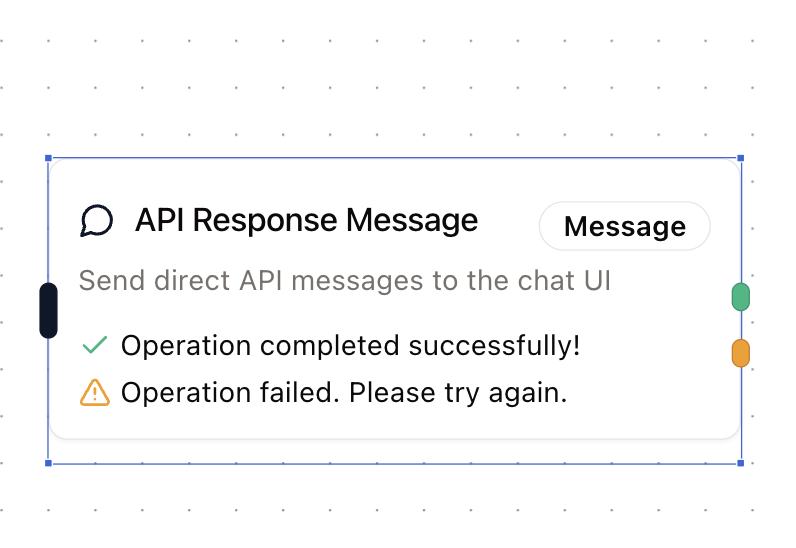 API Response Message
Message
Send direct API messages to the chat UI
Operation completed successfully!
Operation failed. Please try again.